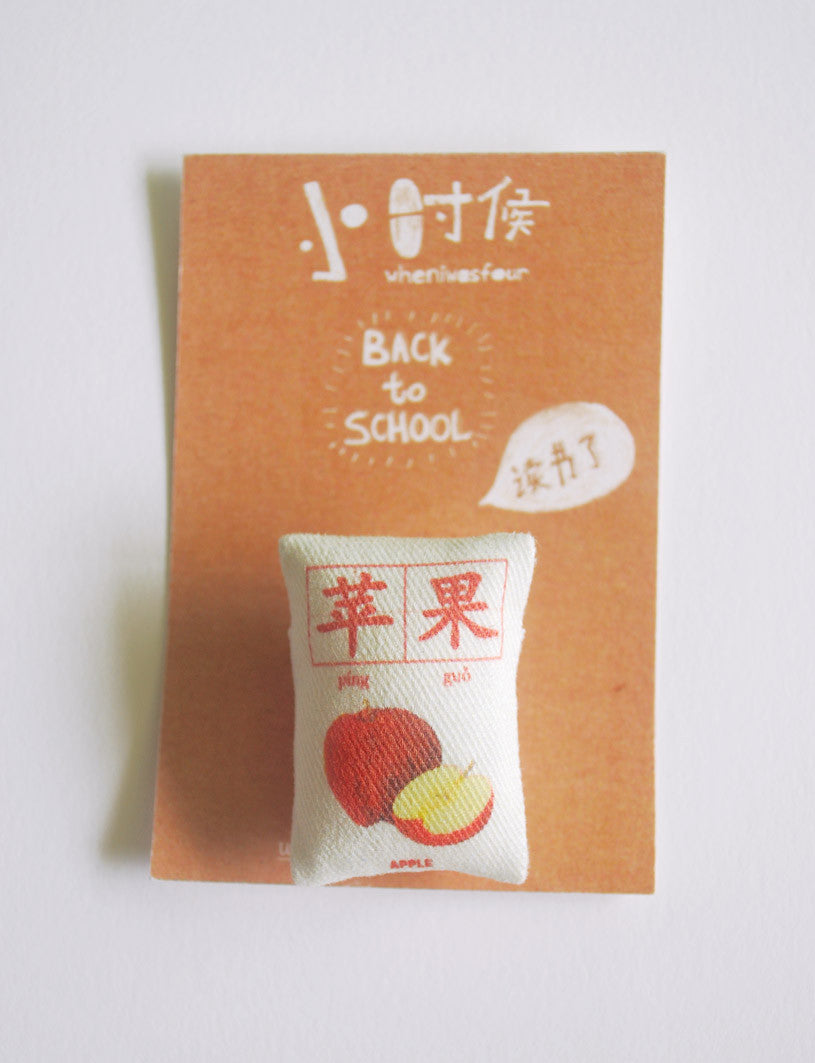 小时候
wheniwasfour
BACK
to
SCHOOL
读书了
苹果
píng guǒ
APPLE